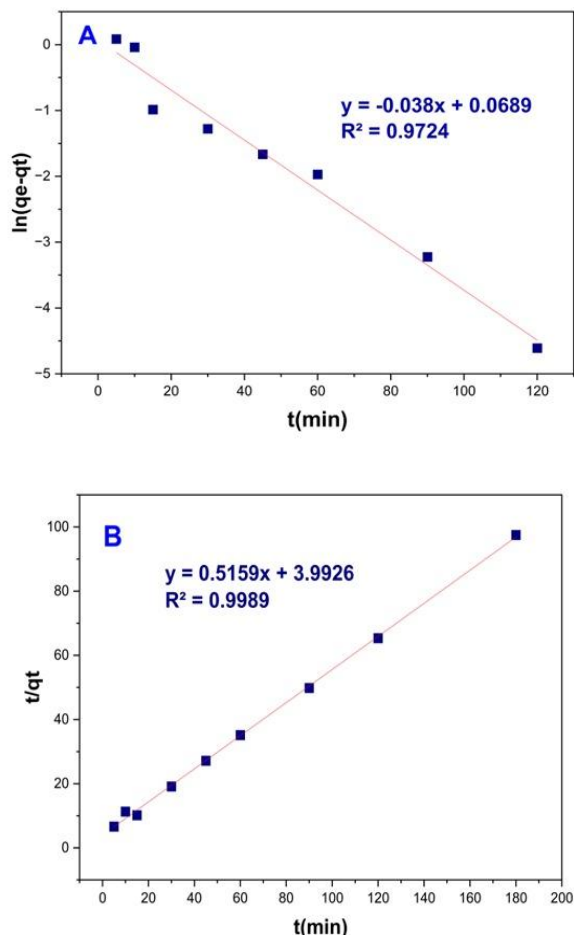 A
y = -0.038x + 0.0689
R² = 0.9724
ln(qe-qt)
0
−1
−2
−3
−4
−5
0 20 40 60 80 100 120
t(min)
B
y = 0.5159x + 3.9926
R² = 0.9989
t/qt
100
80
60
40
20
0
0 20 40 60 80 100 120 140 160 180 200
t(min)